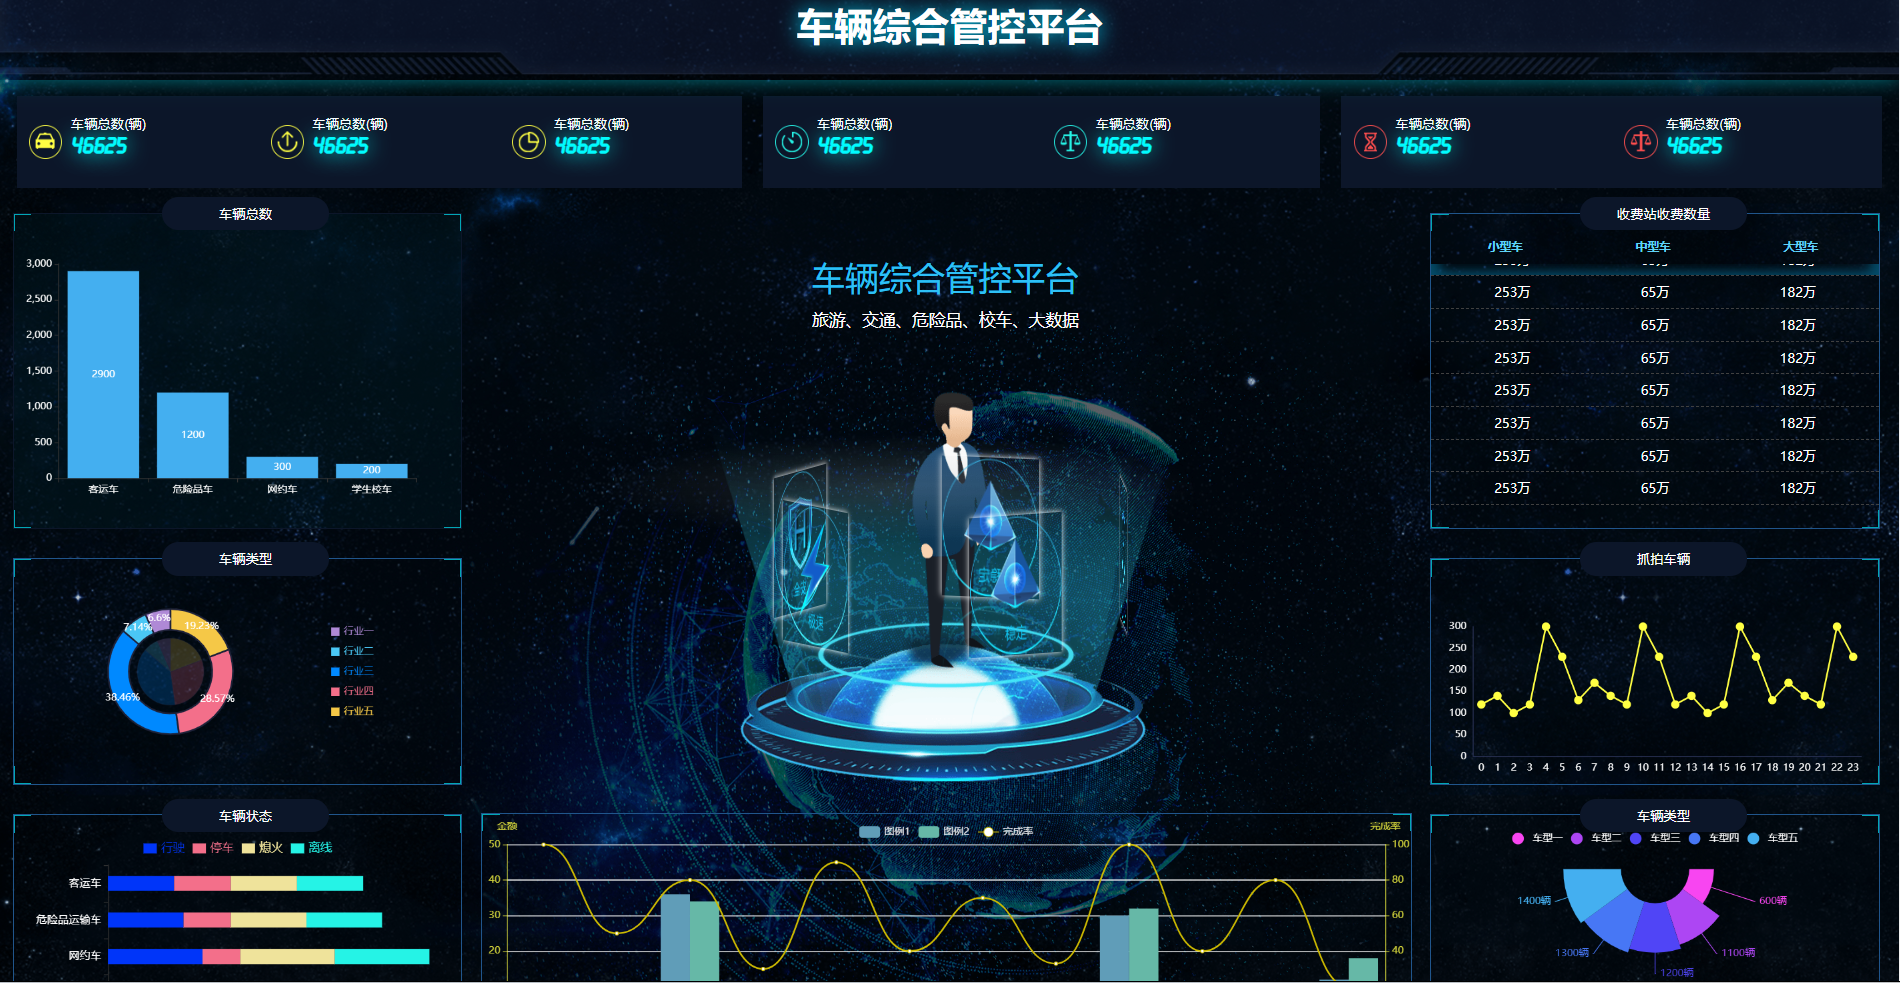 车辆综合管控平台
车辆总数(辆) 车辆总数(辆) 车辆总数(辆) 车辆总数(辆) 车辆总数(辆) 车辆总数(辆) 车辆总数(辆)
46625 46625 46625 46625 46625 46625 46625
车辆总数
3,000
2,500
2,000
1,500
1,000
500
0
2900
1200
300
200
客运车 危险品车 网约车 学生校车
车辆类型
6.6%
7.14%
19.23%
38.46%
28.57%
行业一
行业二
行业三
行业四
行业五
车辆状态
行驶 停车 熄火 离线
客运车
危险品运输车
网约车
车辆综合管控平台
旅游、交通、危险品、校车、大数据
安全
极速
稳定
金额
图例1 图例2 完成率
完成率
50 100
40 80
30 60
20 40
收费站收费数量
小型车 中型车 大型车
253万 65万 182万
253万 65万 182万
253万 65万 182万
253万 65万 182万
253万 65万 182万
253万 65万 182万
253万 65万 182万
抓拍车辆
300
250
200
150
100
50
0
0 1 2 3 4 5 6 7 8 9 10 11 12 13 14 15 16 17 18 19 20 21 22 23
车辆类型
车型一 车型二 车型三 车型四 车型五
1400辆
600辆
1300辆
1100辆
1200辆